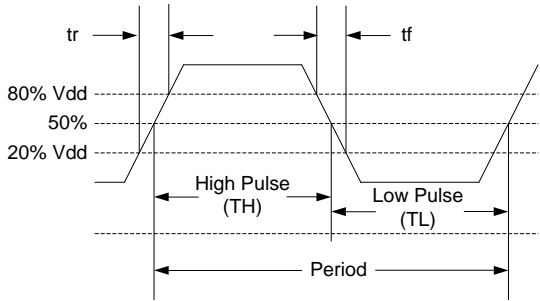 tr
tf
80% Vdd
50%
20% Vdd
High Pulse
(TH)
Low Pulse
(TL)
Period